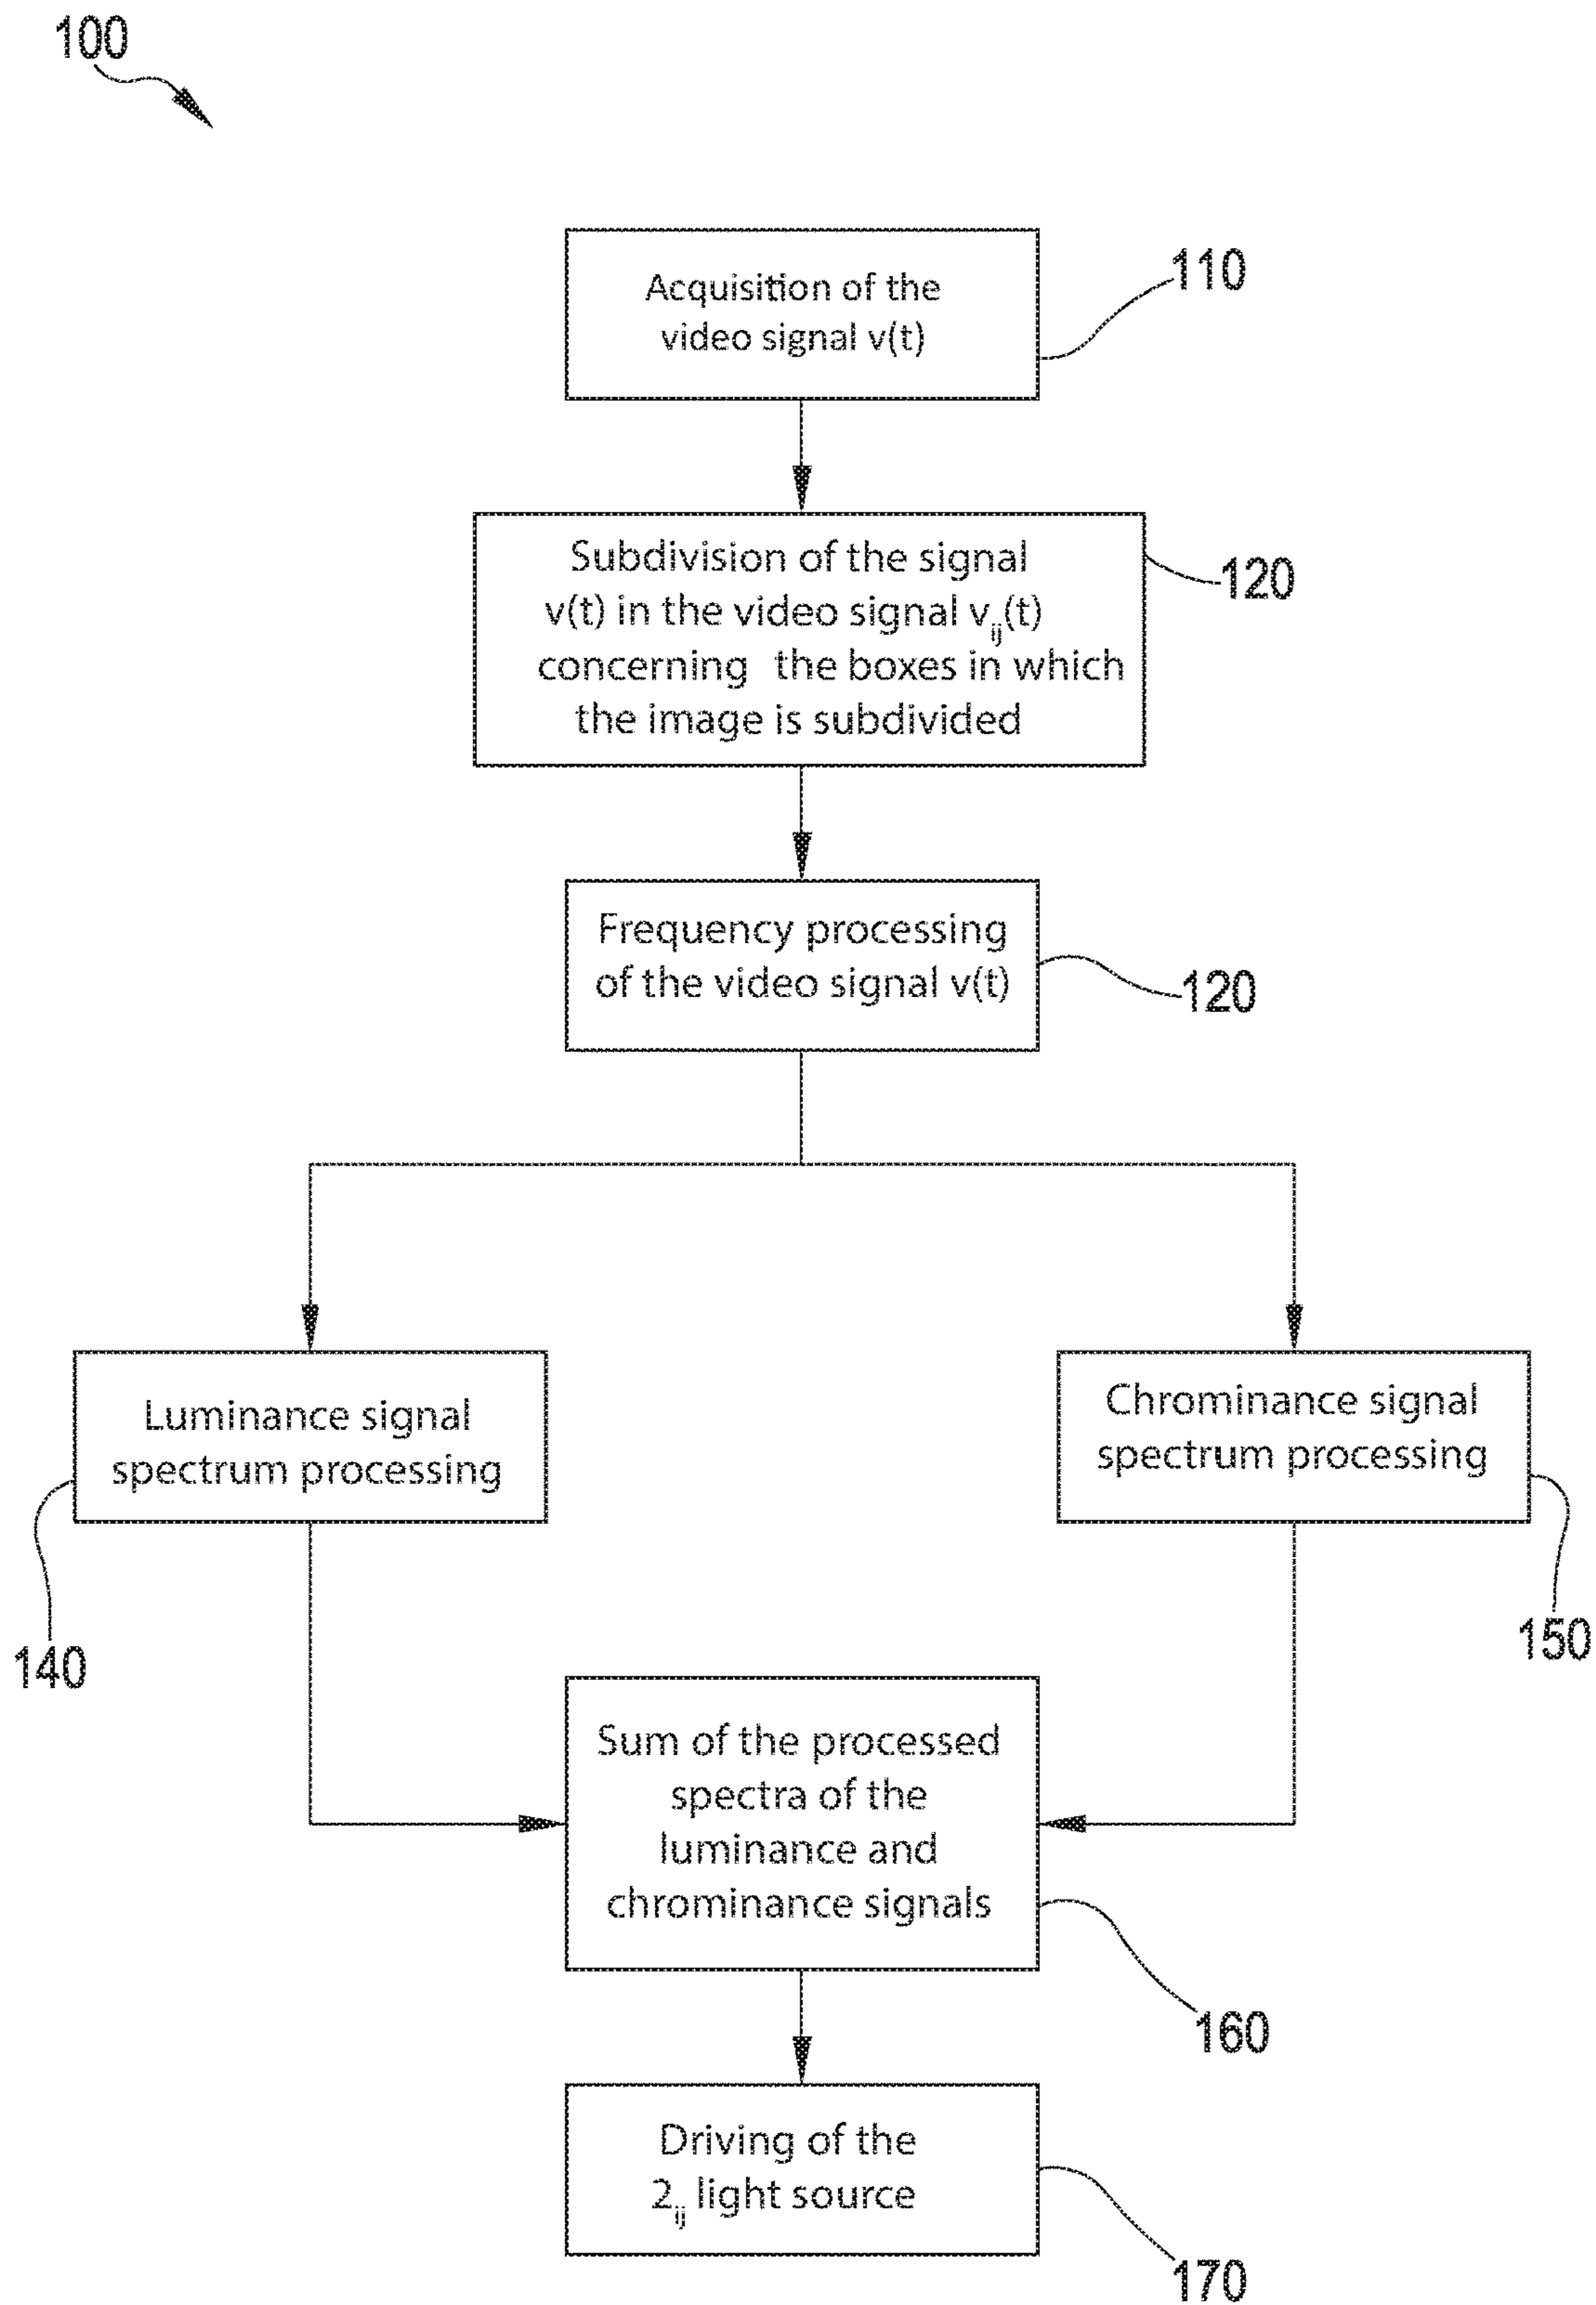 100
Acquisition of the
video signal v(t)
110
Subdivision of the signal
v(t) in the video signal v_ij(t)
concerning the boxes in which
the image is subdivided
120
Frequency processing
of the video signal v(t)
120
Luminance signal
spectrum processing
140
Chrominance signal
spectrum processing
150
Sum of the processed
spectra of the
luminance and
chrominance signals
160
Driving of the
2_ij light source
170